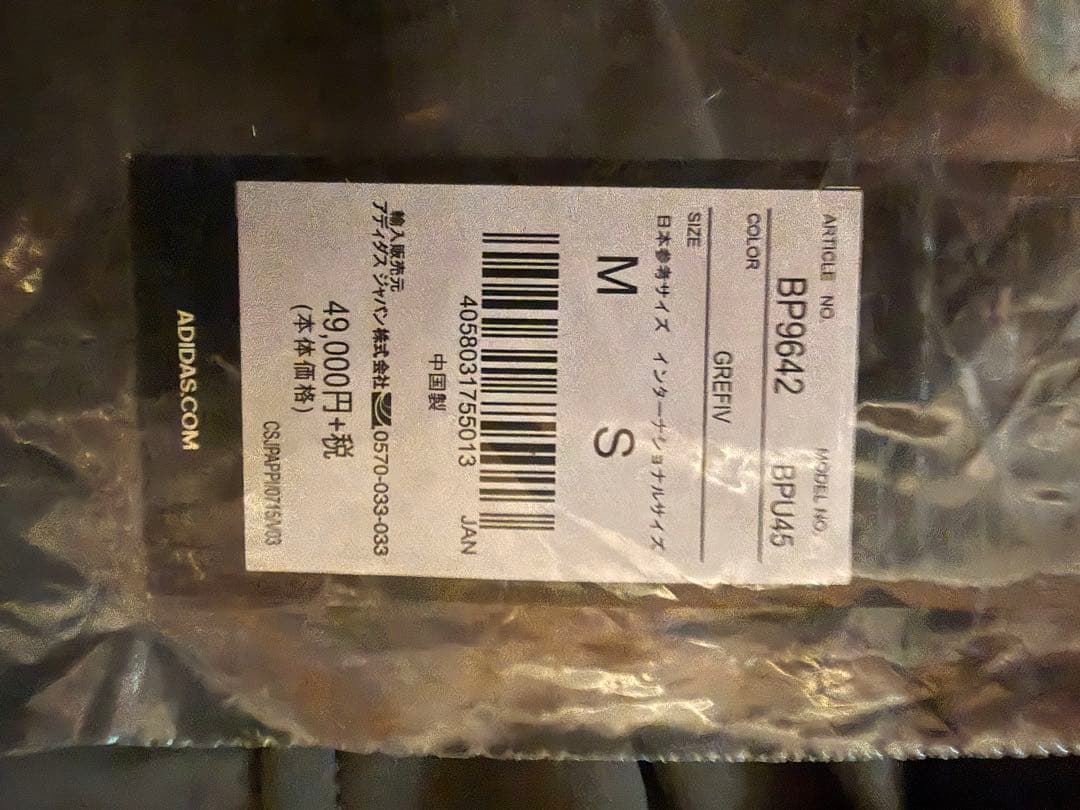 ARTICLE NO. MODEL NO.
BP9642 BPU45
COLOR
GREFIV
SIZE
日本参考サイズ インターナショナルサイズ
M S
4058031755013 JAN
中国製
輸入販売元
アディダス ジャパン株式会社 0570-033-033
49,000円+税
(本体価格)
CSJPAPP/0715/V03
ADIDAS.COM